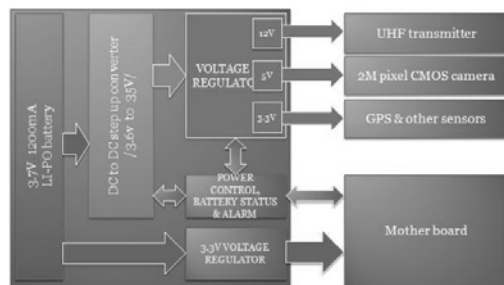 3.7V 1200mA
LI-PO battery
DC to DC step up converter
/3.6v to 35V/
VOLTAGE
REGULATOR
12V
5V
3.3V
POWER
CONTROL,
BATTERY STATUS
& ALARM
3.3V VOLTAGE
REGULATOR
UHF transmitter
2M pixel CMOS camera
GPS & other sensors
Mother board